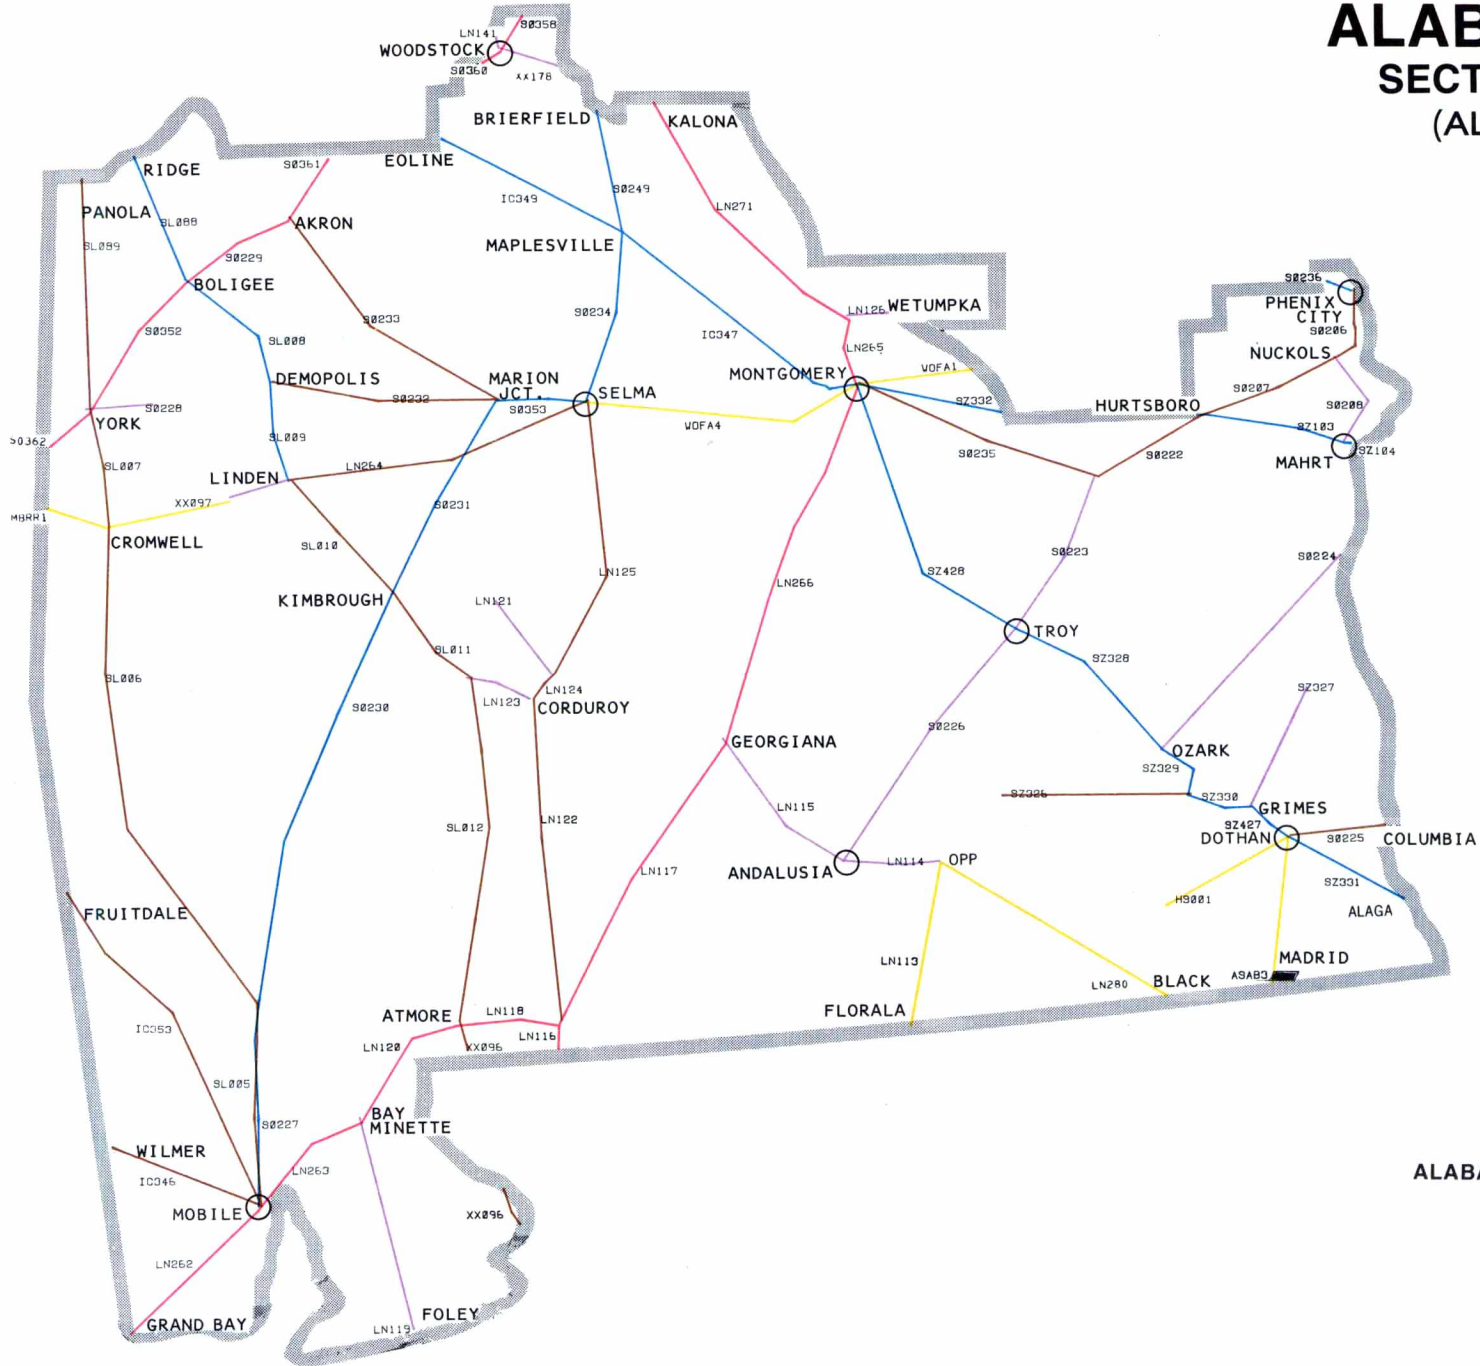 ALAB
SECT
(AL
S0358
LN141
WOODSTOCK
S0360
XX178
BRIERFIELD
KALONA
EOLINE
RIDGE
S0361
S0249
IC349
PANOLA
SL088
LN271
AKRON
SL089
MAPLESVILLE
S0229
BOLIGEE
S0236
PHENIX
CITY
WETUMPKA
LN126
S0234
S0233
S0352
IC347
S0206
SL008
LN265
NUCKOLS
MONTGOMERY
WOFA1
DEMOPOLIS
MARION
JCT.
SELMA
S0207
S0232
S0353
SZ332
HURTSBORO
S0208
S0228
YORK
WOFA4
SZ103
S0362
SL009
S0235
S0222
SZ104
MAHRT
SL007
LINDEN
LN264
XX097
S0231
MBRR1
CROMWELL
SL010
S0223
S0224
LN125
SZ428
LN266
KIMBROUGH
LN121
TROY
SL011
SZ328
SL006
LN124
LN123
SZ327
CORDUROY
S0230
S0226
GEORGIANA
OZARK
SZ329
SZ326
SZ330
LN115
GRIMES
SL012
LN122
SZ427
DOTHAN
S0225
COLUMBIA
LN117
ANDALUSIA
LN114
OPP
SZ331
HS001
ALAGA
FRUITDALE
LN113
MADRID
ASAB3
LN280
BLACK
FLORALA
ATMORE
LN118
LN116
IC353
LN120
XX096
SL005
BAY
MINETTE
S0227
WILMER
LN263
IC346
ALABA
MOBILE
XX096
LN262
FOLEY
GRAND BAY
LN119